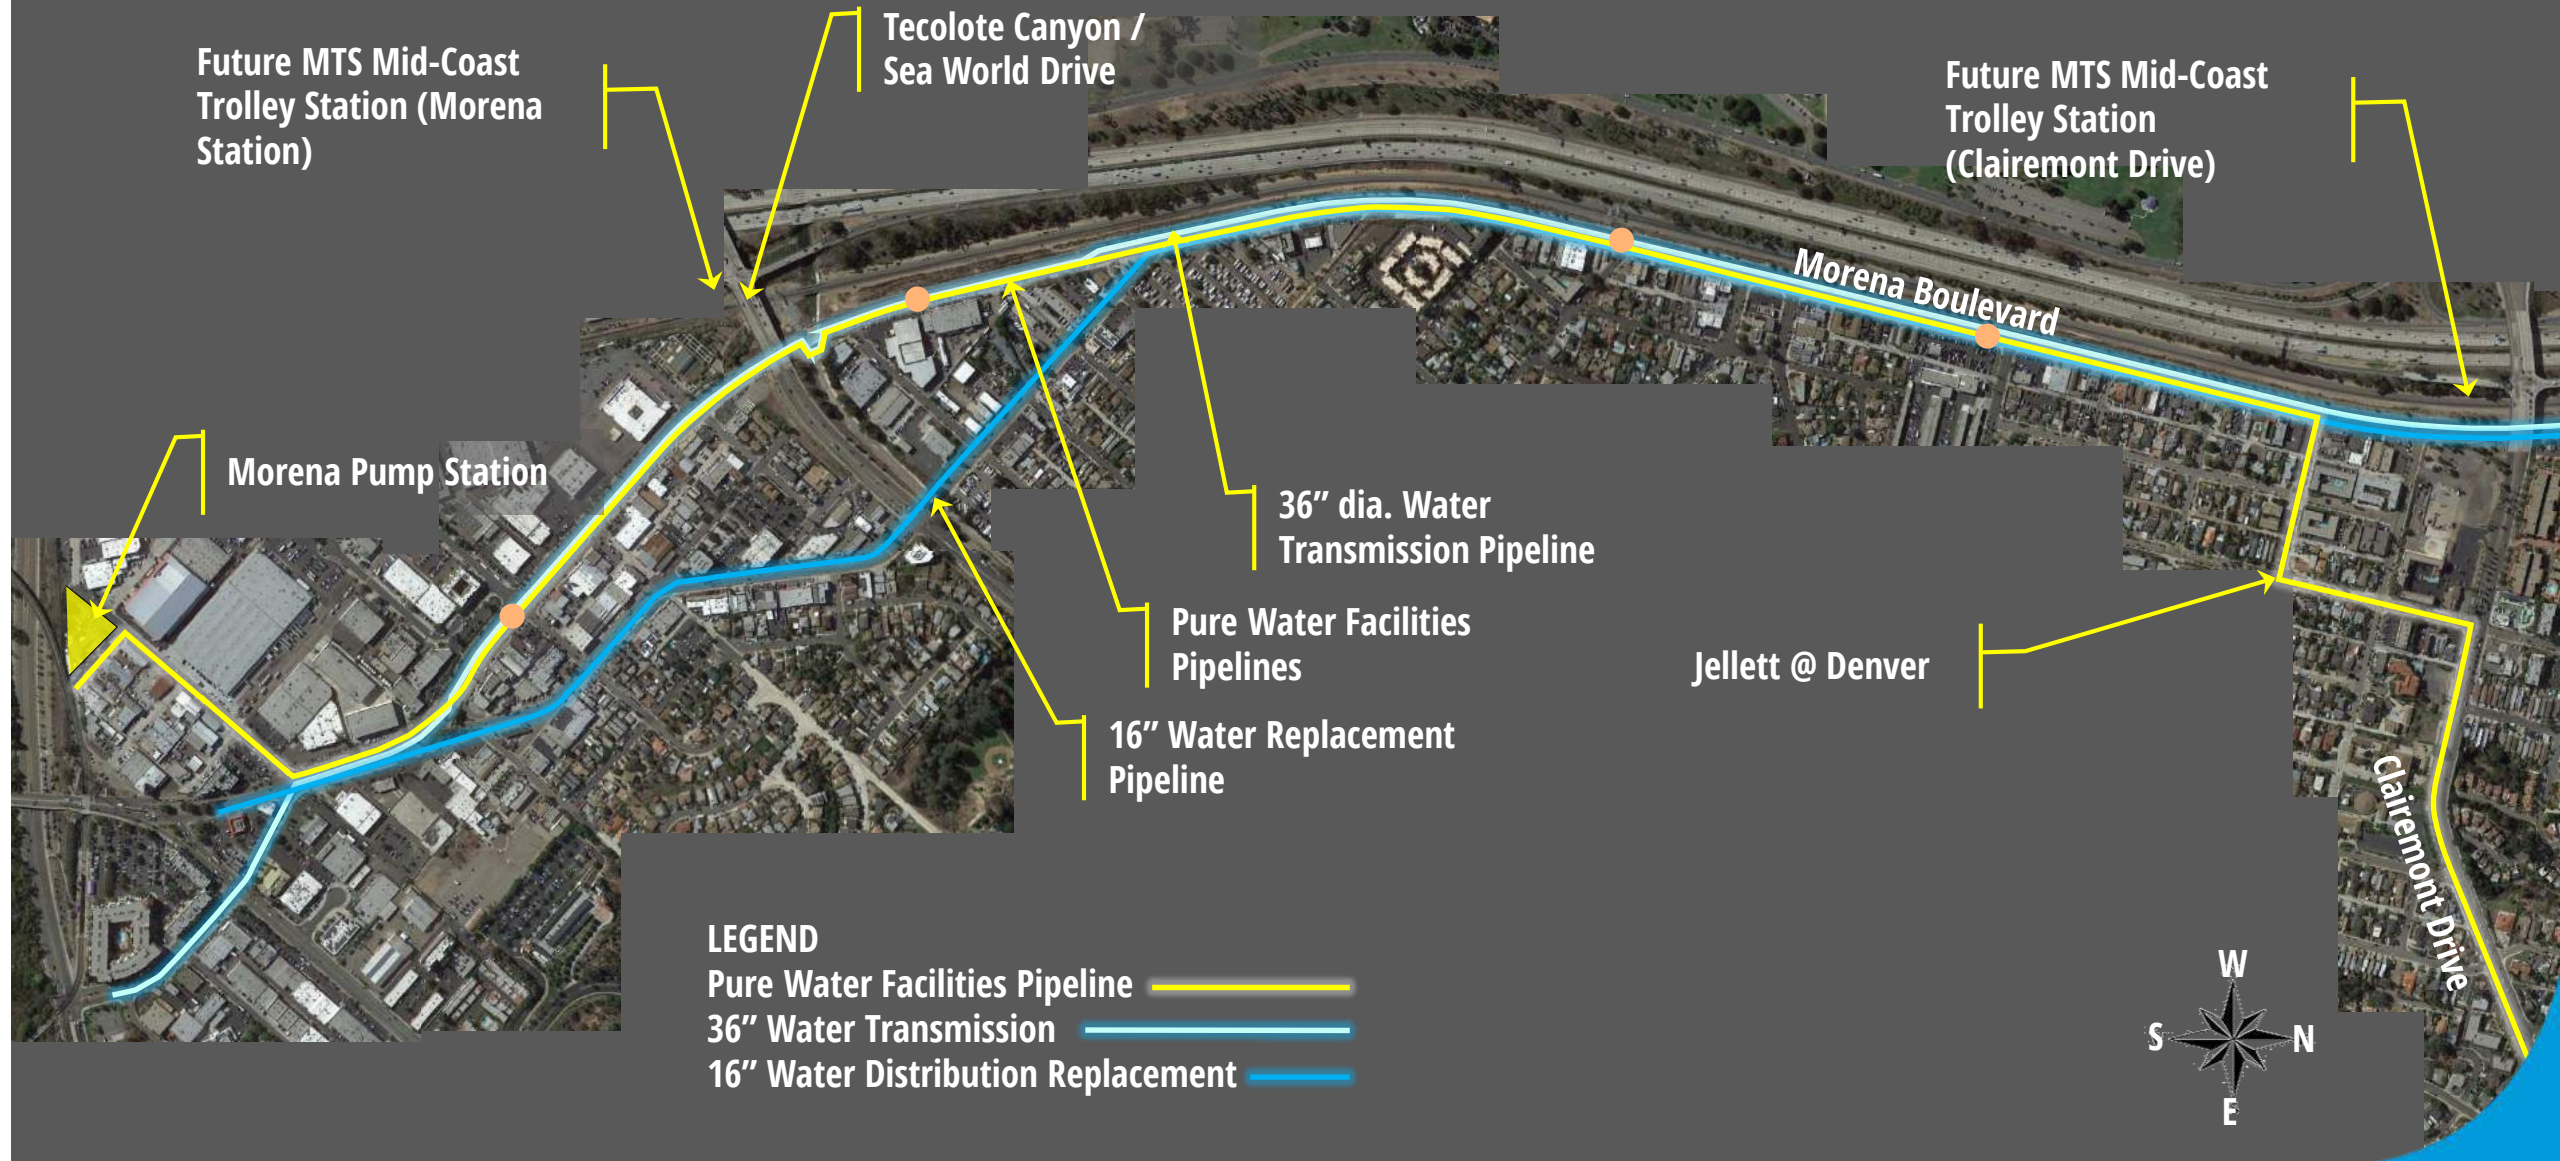 Tecolote Canyon /
Sea World Drive
Future MTS Mid-Coast
Trolley Station (Morena
Station)
Future MTS Mid-Coast
Trolley Station
(Clairemont Drive)
Morena Boulevard
Morena Pump Station
36” dia. Water
Transmission Pipeline
Pure Water Facilities
Pipelines
Jellett @ Denver
16” Water Replacement
Pipeline
Clairemont Drive
LEGEND
Pure Water Facilities Pipeline
36” Water Transmission
16” Water Distribution Replacement
W
S
N
E